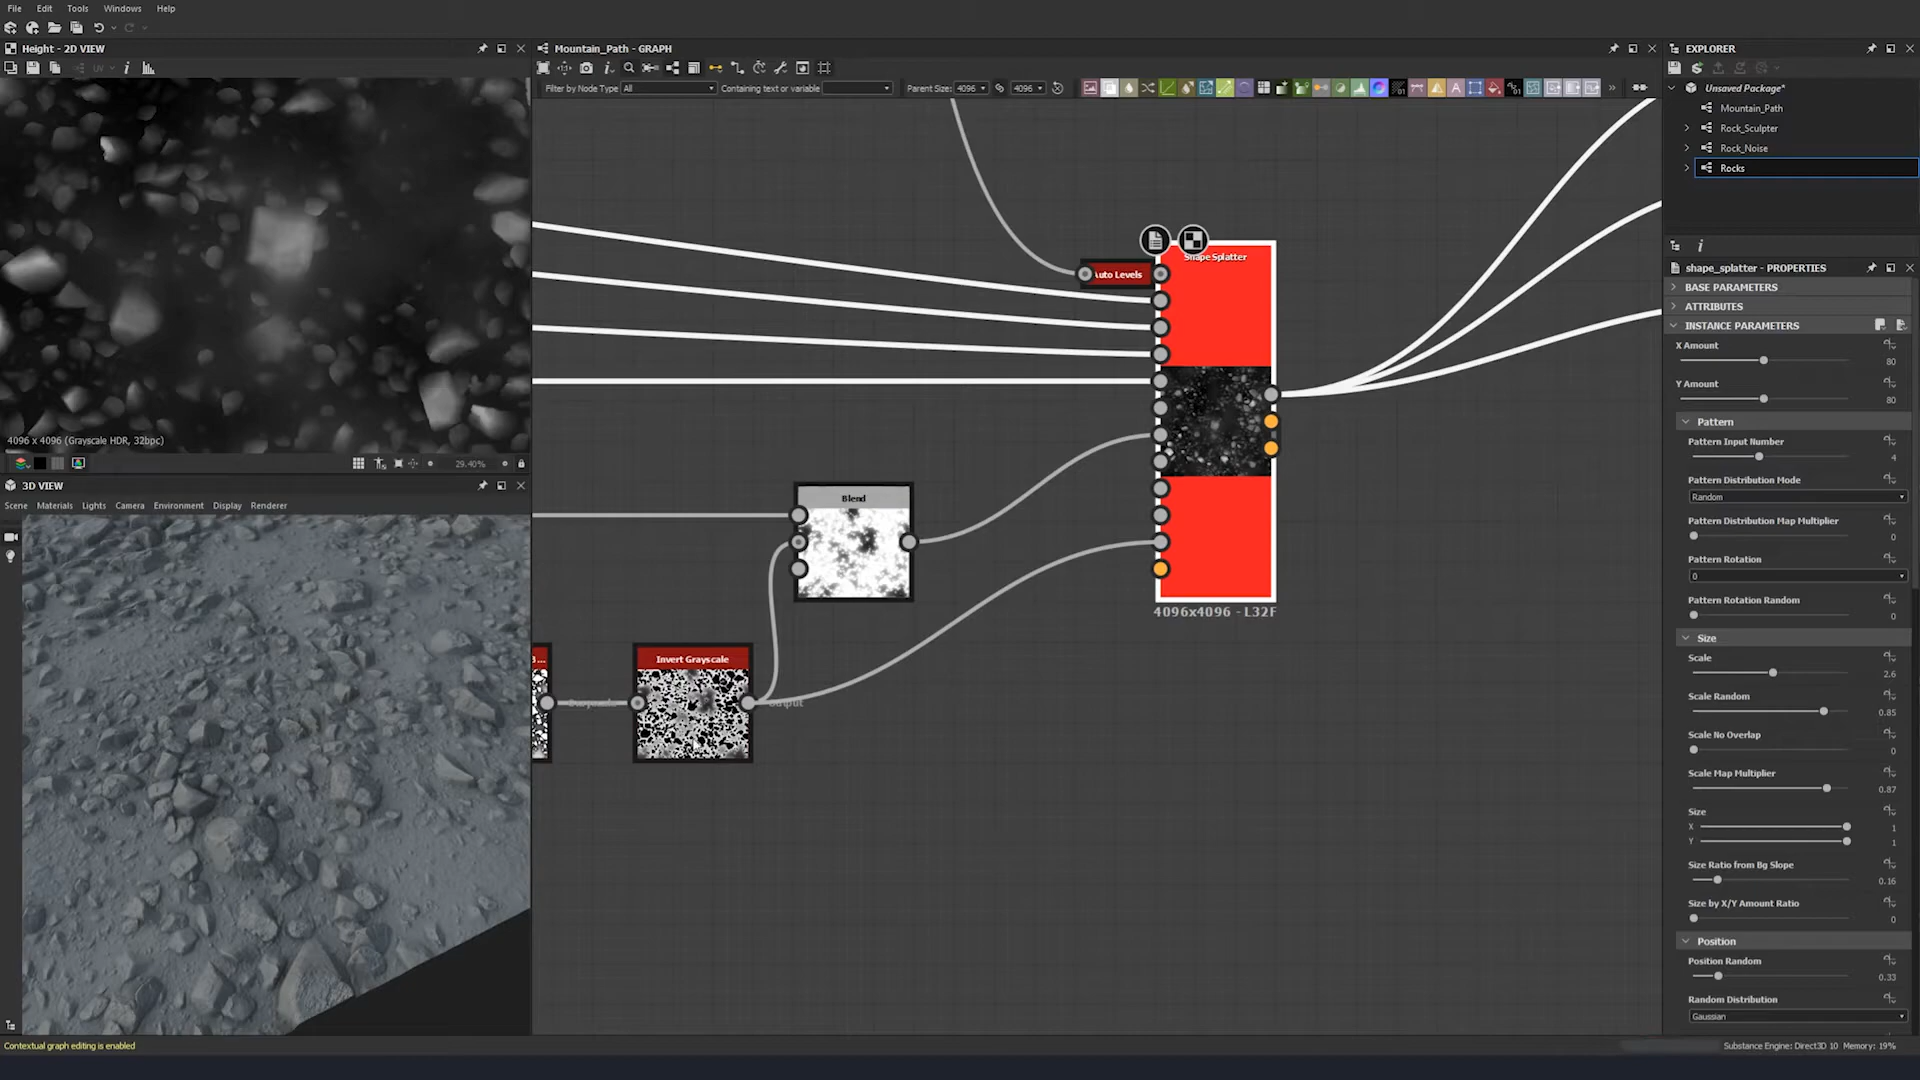 File Edit Tools Windows Help
Height - 2D VIEW
UV
4096 x 4096 (Grayscale HDR, 32bpc)
29.40%
3D VIEW
Scene Materials Lights Camera Environment Display Renderer
Contextual graph editing is enabled
Mountain_Path - GRAPH
Filter by Node Type All Containing text or variable Parent Size: 4096 4096
Auto Levels
Shape Splatter
4096x4096 - L32F
Blend
B...
Grayscale
Invert Grayscale
Output
EXPLORER
Unsaved Package*
Mountain_Path
Rock_Sculpter
Rock_Noise
Rocks
shape_splatter - PROPERTIES
BASE PARAMETERS
ATTRIBUTES
INSTANCE PARAMETERS
X Amount
80
Y Amount
80
Pattern
Pattern Input Number
4
Pattern Distribution Mode
Random
Pattern Distribution Map Multiplier
0
Pattern Rotation
0
Pattern Rotation Random
0
Size
Scale
2.6
Scale Random
0.85
Scale No Overlap
0
Scale Map Multiplier
0.87
Size
X 1
Y 1
Size Ratio from Bg Slope
0.16
Size by X/Y Amount Ratio
0
Position
Position Random
0.33
Random Distribution
Gaussian
Substance Engine: Direct3D 10 Memory: 19%